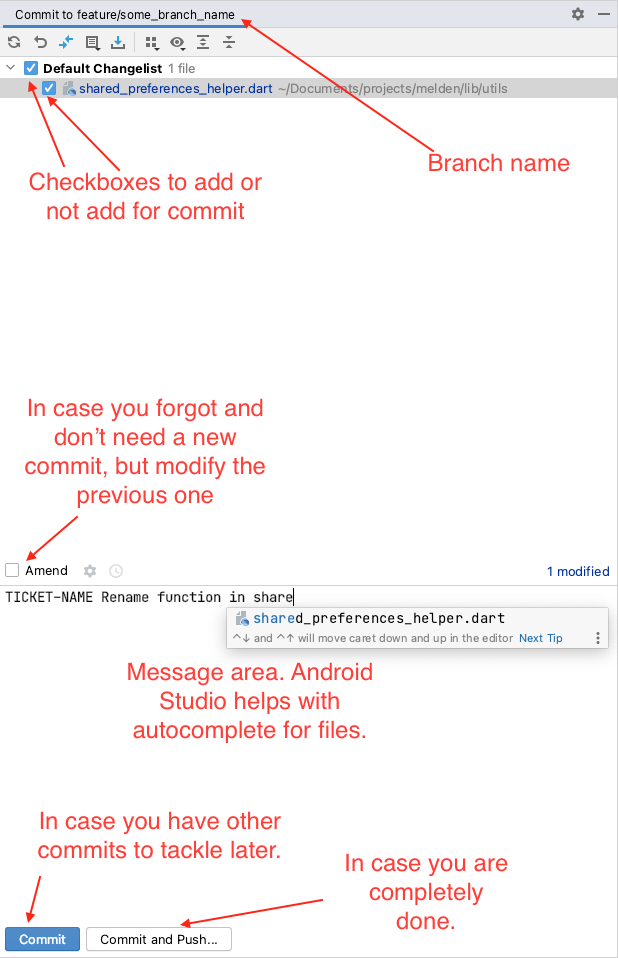 Commit to feature/some_branch_name
Default Changelist 1 file
shared_preferences_helper.dart ~/Documents/projects/melden/lib/utils
Branch name
Checkboxes to add or
not add for commit
In case you forgot and
don’t need a new
commit, but modify the
previous one
Amend
1 modified
TICKET-NAME Rename function in share
shared_preferences_helper.dart
^↓ and ^↑ will move caret down and up in the editor Next Tip
Message area. Android
Studio helps with
autocomplete for files.
In case you have other
commits to tackle later.
In case you are
completely
done.
Commit
Commit and Push...